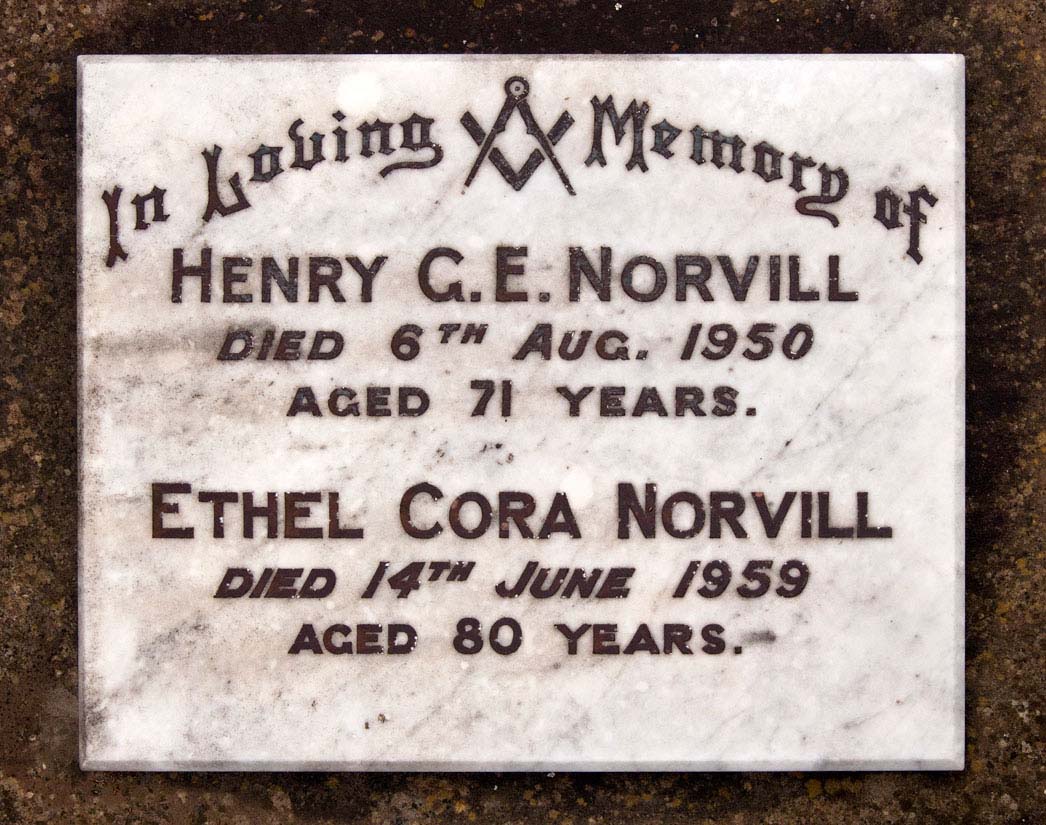 In Loving Memory of
HENRY G. E. NORVILL
DIED 6TH AUG. 1950
AGED 71 YEARS.
ETHEL CORA NORVILL
DIED 14TH JUNE 1959
AGED 80 YEARS.